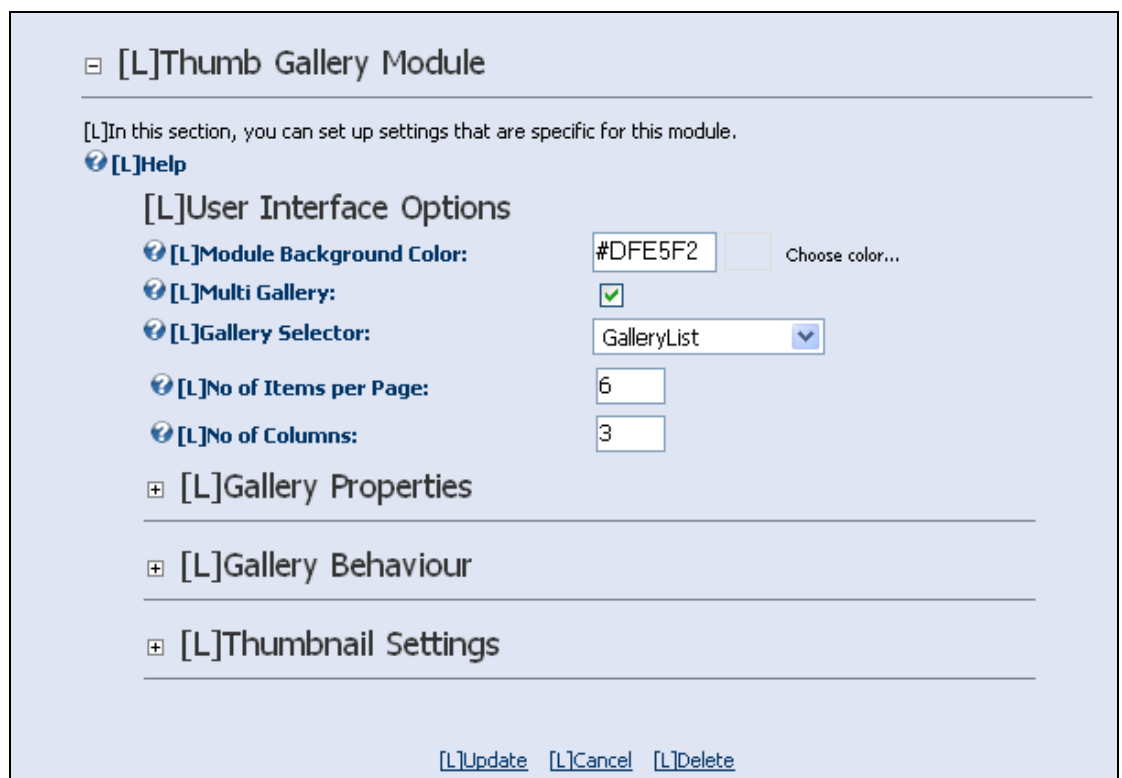 [L]Thumb Gallery Module
[L]In this section, you can set up settings that are specific for this module.
[L]Help
[L]User Interface Options
[L]Module Background Color: #DFE5F2 Choose color...
[L]Multi Gallery:
[L]Gallery Selector: GalleryList
[L]No of Items per Page: 6
[L]No of Columns: 3
[L]Gallery Properties
[L]Gallery Behaviour
[L]Thumbnail Settings
[L]Update [L]Cancel [L]Delete